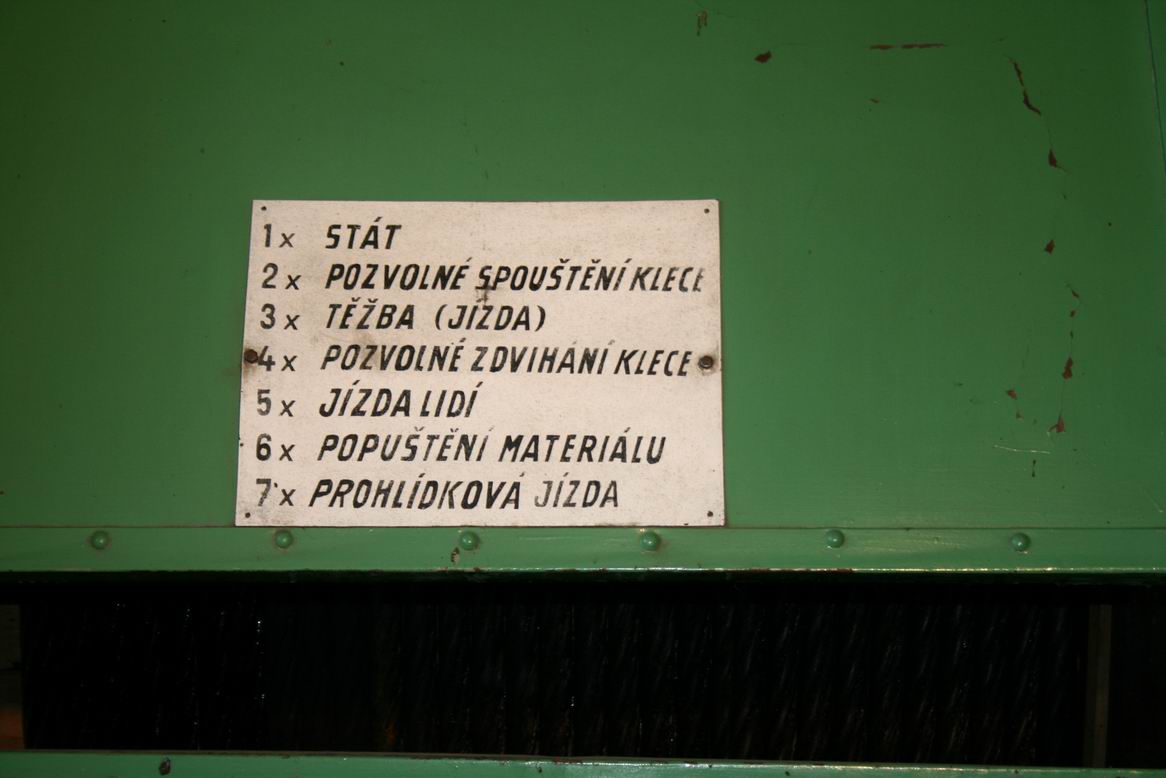 1x STÁT
2x POZVOLNÉ SPOUŠTĚNÍ KLECE
3x TĚŽBA (JÍZDA)
4x POZVOLNÉ ZDVIHÁNÍ KLECE
5x JÍZDA LIDÍ
6x POPUŠTĚNÍ MATERIÁLU
7x PROHLÍDKOVÁ JÍZDA